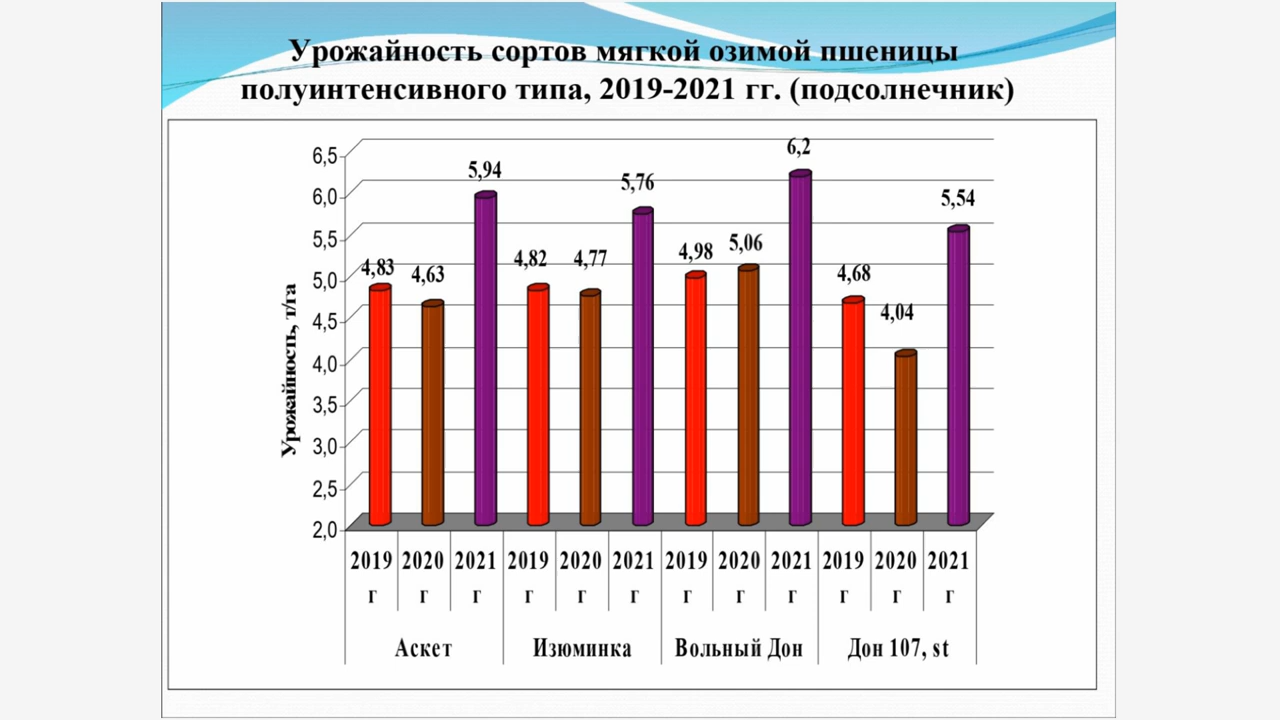 Урожайность сортов мягкой озимой пшеницы
полуинтенсивного типа, 2019-2021 гг. (подсолнечник)
Урожайность, т/га
6,5
6,0
5,5
5,0
4,5
4,0
3,5
3,0
2,5
2,0
4,83
4,63
5,94
4,82
4,77
5,76
4,98
5,06
6,2
4,68
4,04
5,54
2019 г
2020 г
2021 г
2019 г
2020 г
2021 г
2019 г
2020 г
2021 г
2019 г
2020 г
2021 г
Аскет
Изюминка
Вольный Дон
Дон 107, st